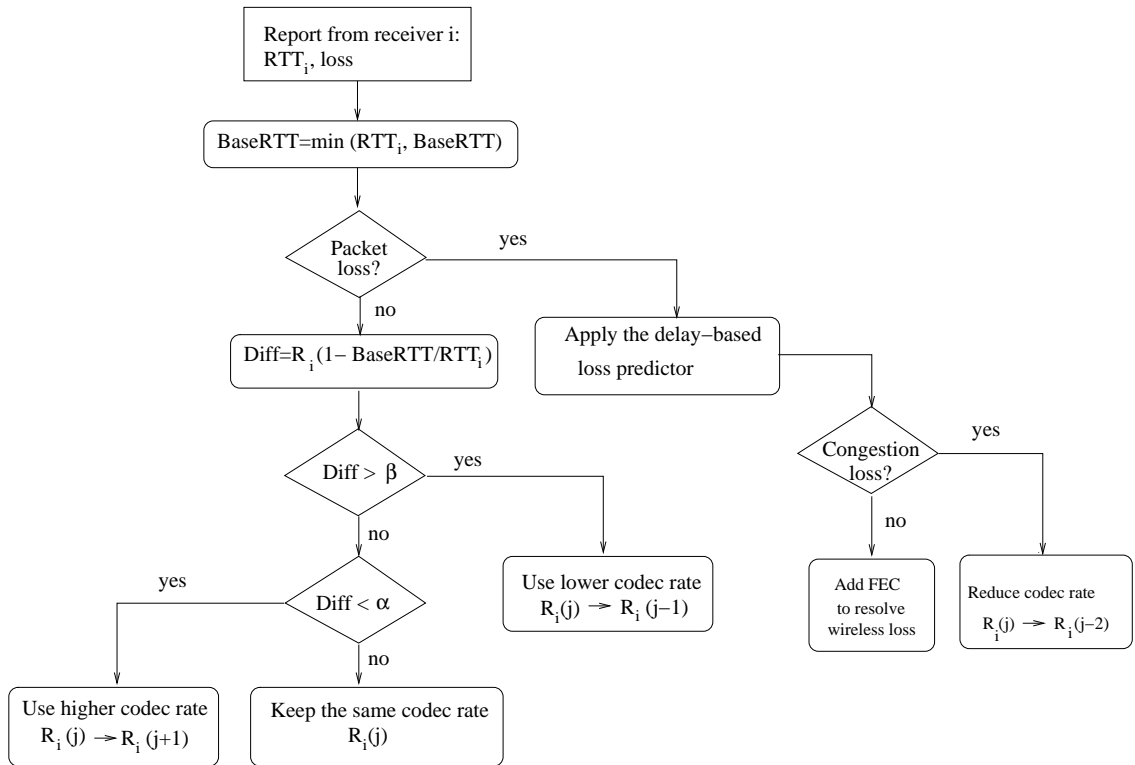 Report from receiver i:
RTT_i, loss
BaseRTT=min (RTT_i, BaseRTT)
Packet
loss?
yes
no
Apply the delay−based
loss predictor
Diff=R_i(1− BaseRTT/RTT_i)
Congestion
loss?
yes
no
Diff > β
yes
no
Use lower codec rate
R_i(j) → R_i (j−1)
Add FEC
to resolve
wireless loss
Reduce codec rate
R_i(j) → R_i(j−2)
Diff < α
yes
no
Use higher codec rate
R_i (j) → R_i (j+1)
Keep the same codec rate
R_i(j)